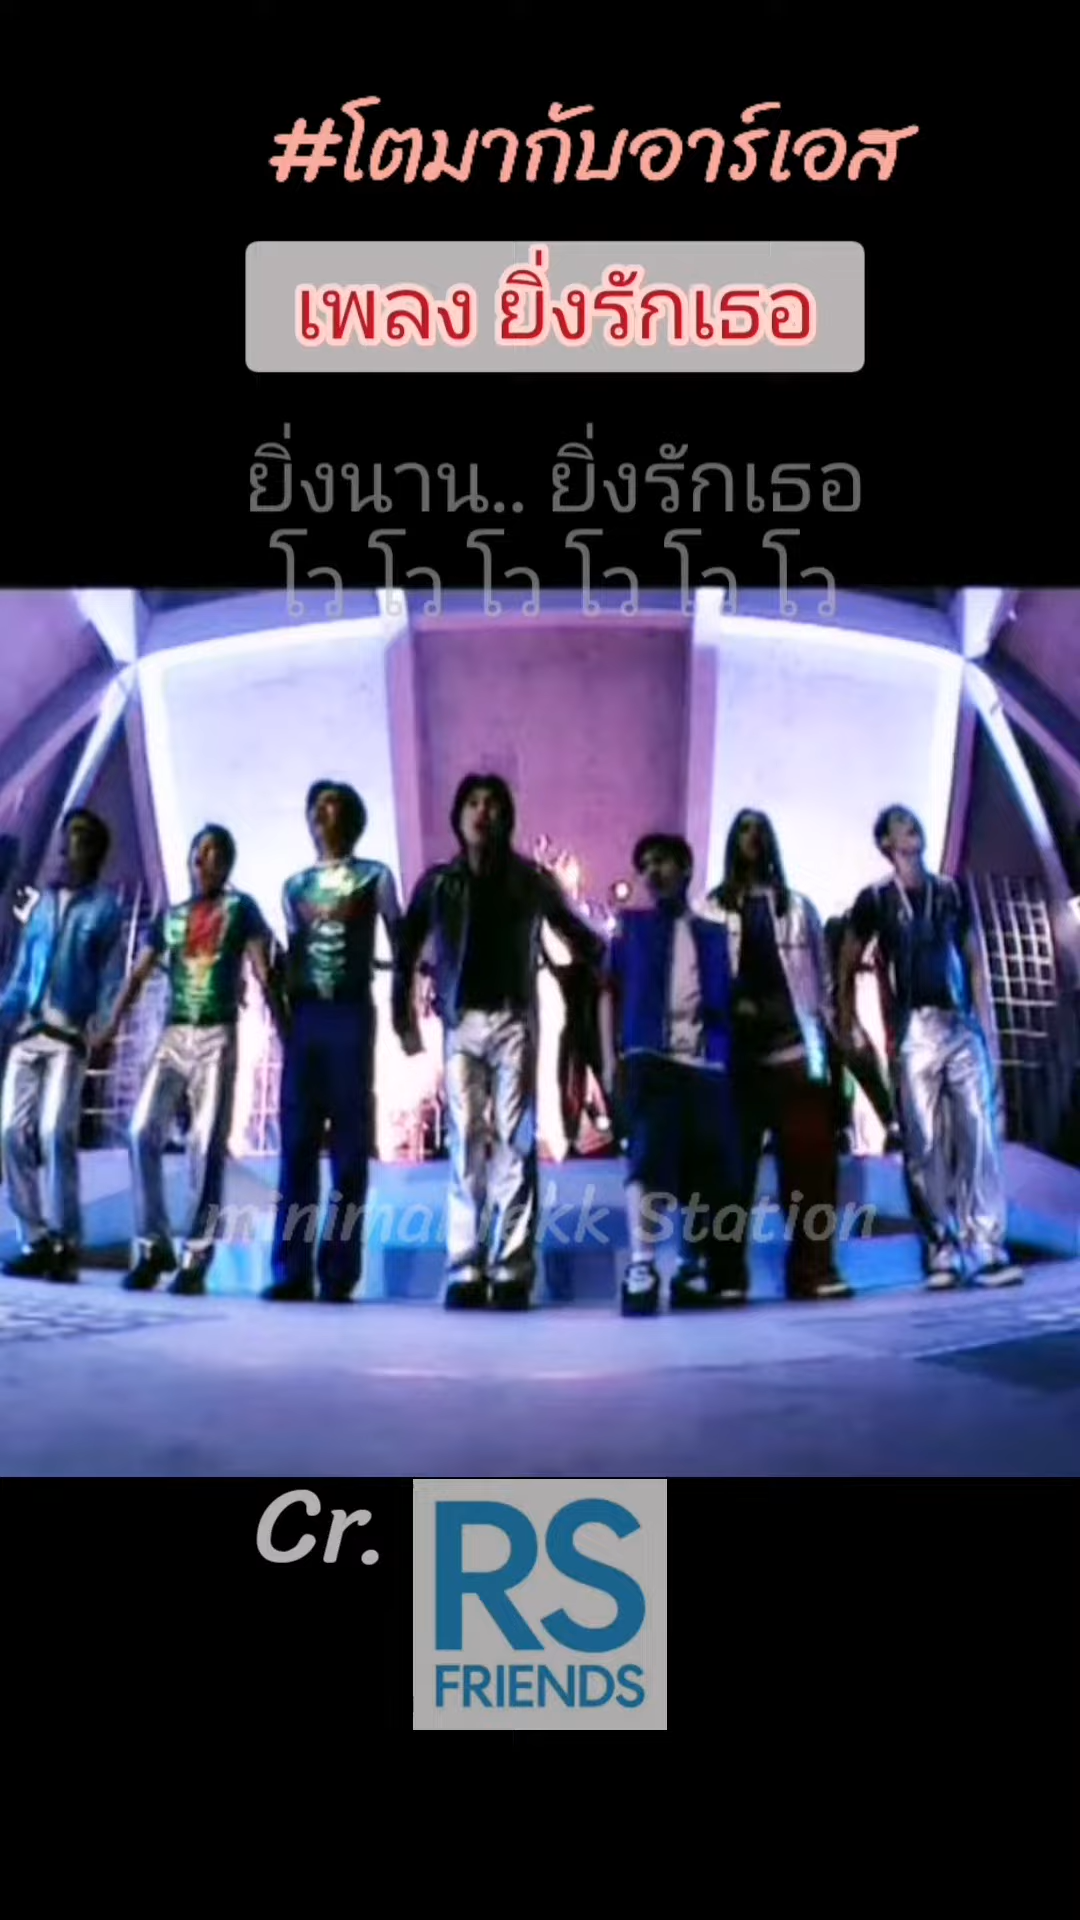 #โตมากับอาร์เอส
เพลง ยิ่งรักเธอ
ยิ่งนาน.. ยิ่งรักเธอ
โว โว โว โว โว โว
minimal Tekk Station
Cr.
RS
FRIENDS